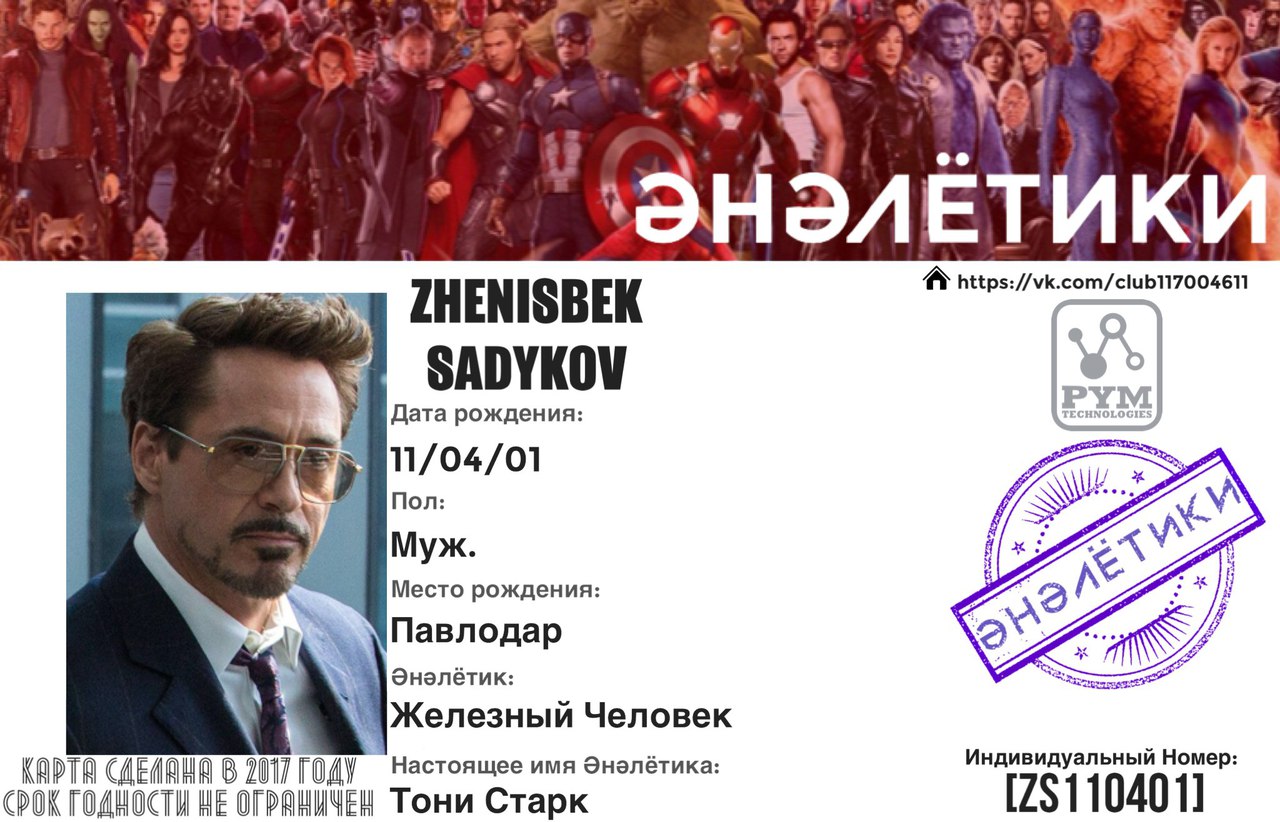 ӘНӘЛЁТИКИ
https://vk.com/club117004611
ZHENISBEK
SADYKOV
Дата рождения:
11/04/01
Пол:
Муж.
Место рождения:
Павлодар
Әнәлётик:
Железный Человек
Настоящее имя Әнәлётика:
Тони Старк
КАРТА СДЕЛАНА В 2017 ГОДУ
СРОК ГОДНОСТИ НЕ ОГРАНИЧЕН
PYM
TECHNOLOGIES
ӘНӘЛЁТИКИ
Индивидуальный Номер:
[ZS110401]